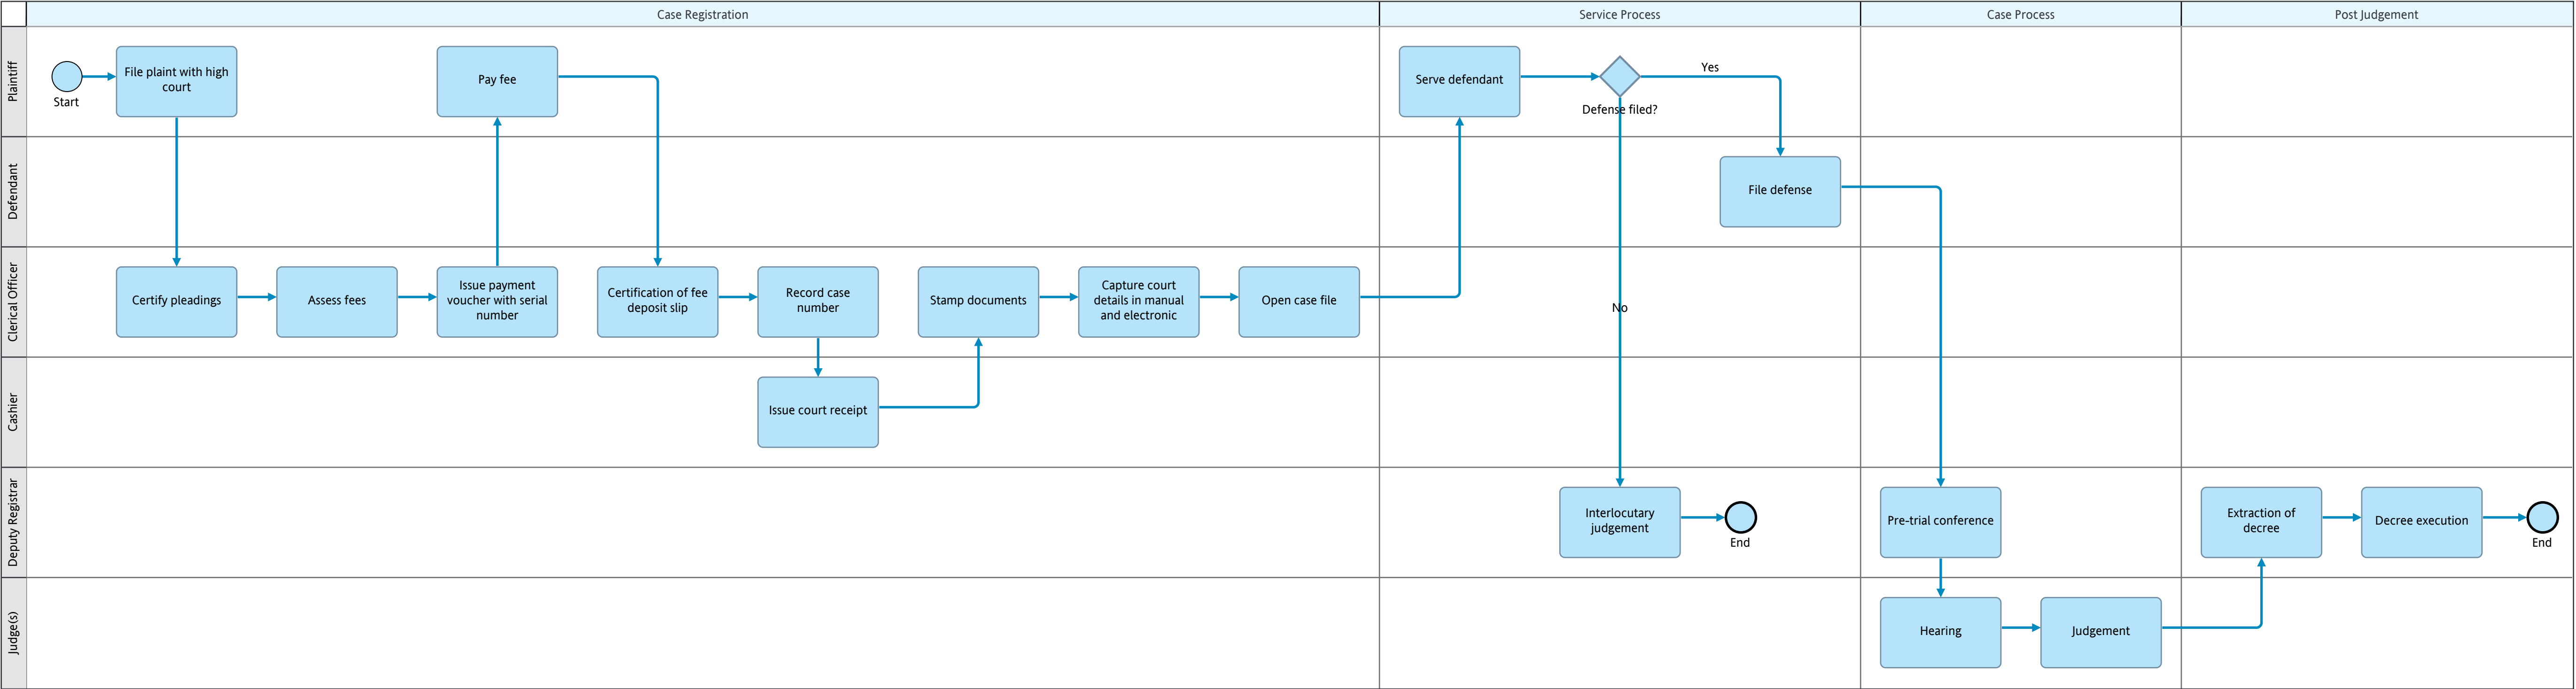 Case Registration
Service Process
Case Process
Post Judgement
Plaintiff
Start
File plaint with high
court
Pay fee
Serve defendant
Defense filed?
Yes
Defendant
File defense
Clerical Officer
Certify pleadings
Assess fees
Issue payment
voucher with serial
number
Certification of fee
deposit slip
Record case
number
Stamp documents
Capture court
details in manual
and electronic
Open case file
No
Cashier
Issue court receipt
Deputy Registrar
Interlocutary
judgement
End
Pre-trial conference
Extraction of
decree
Decree execution
End
Judge(s)
Hearing
Judgement